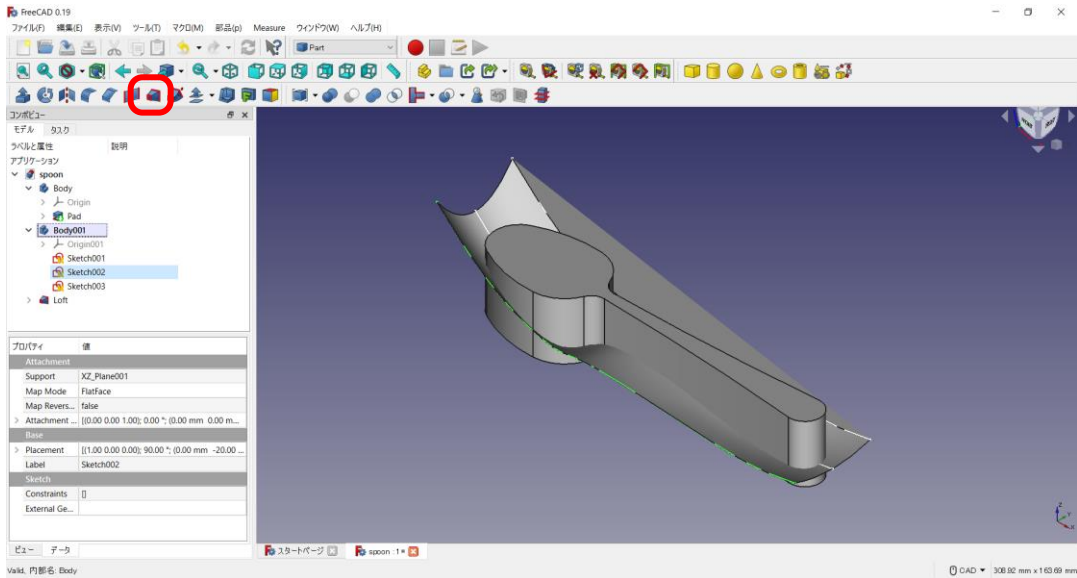 FreeCAD 0.19
ファイル(F) 編集(E) 表示(V) ツール(T) マクロ(M) 部品(p) Measure ウインドウ(W) ヘルプ(H)
Part
コンボビュー
モデル タスク
ラベルと属性 説明
アプリケーション
spoon
Body
Origin
Pad
Body001
Origin001
Sketch001
Sketch002
Sketch003
Loft
プロパティ 値
Attachment
Support XZ_Plane001
Map Mode FlatFace
Map Revers... false
Attachment ... [(0.00 0.00 1.00); 0.00 °; (0.00 mm 0.00 m...
Base
Placement [(1.00 0.00 0.00); 90.00 °; (0.00 mm -20.00 ...
Label Sketch002
Sketch
Constraints []
External Ge...
ビュー データ
スタートページ spoon : 1*
Valid, 内部名: Body
CAD 308.92 mm x 163.69 mm
Z
Y
X